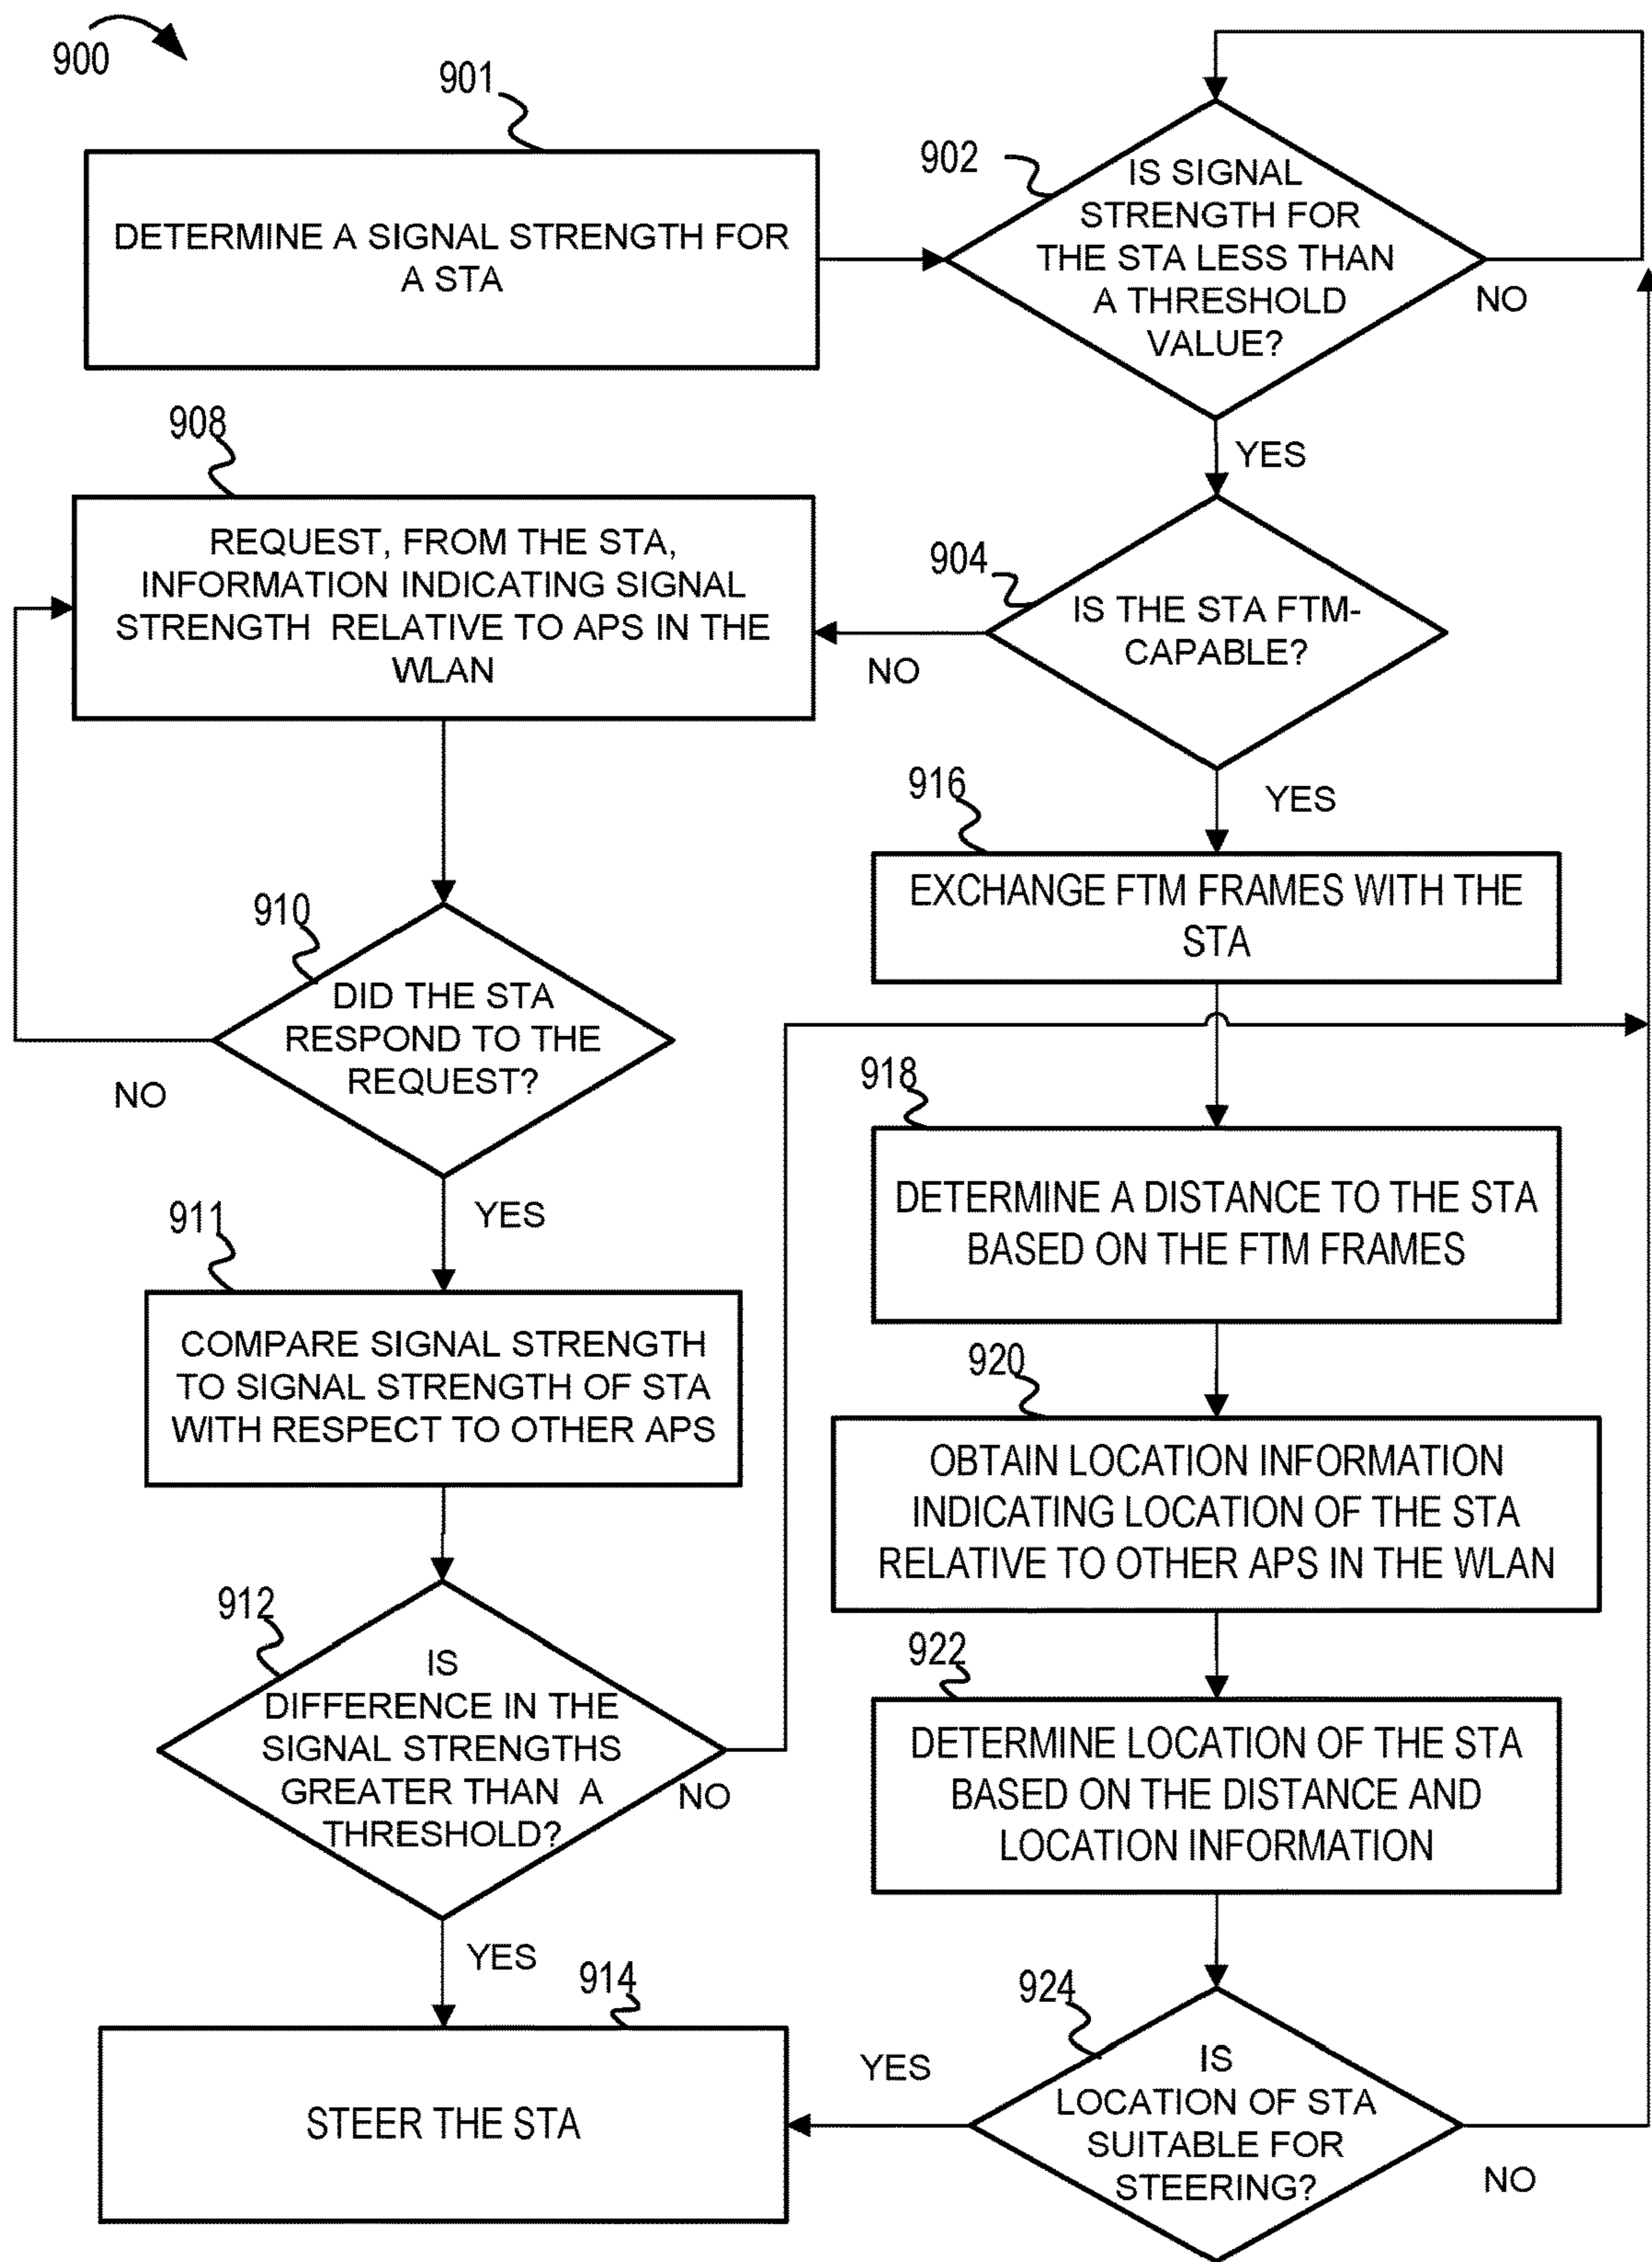 900
901
DETERMINE A SIGNAL STRENGTH FOR
A STA
902
IS SIGNAL
STRENGTH FOR
THE STA LESS THAN
A THRESHOLD
VALUE?
NO
YES
908
REQUEST, FROM THE STA,
INFORMATION INDICATING SIGNAL
STRENGTH RELATIVE TO APS IN THE
WLAN
904
IS THE STA FTM-
CAPABLE?
NO
YES
910
DID THE STA
RESPOND TO THE
REQUEST?
NO
YES
916
EXCHANGE FTM FRAMES WITH THE
STA
918
DETERMINE A DISTANCE TO THE STA
BASED ON THE FTM FRAMES
911
COMPARE SIGNAL STRENGTH
TO SIGNAL STRENGTH OF STA
WITH RESPECT TO OTHER APS
920
OBTAIN LOCATION INFORMATION
INDICATING LOCATION OF THE STA
RELATIVE TO OTHER APS IN THE WLAN
912
IS
DIFFERENCE IN THE
SIGNAL STRENGTHS
GREATER THAN A
THRESHOLD?
NO
YES
922
DETERMINE LOCATION OF THE STA
BASED ON THE DISTANCE AND
LOCATION INFORMATION
914
STEER THE STA
924
IS
LOCATION OF STA
SUITABLE FOR
STEERING?
YES
NO